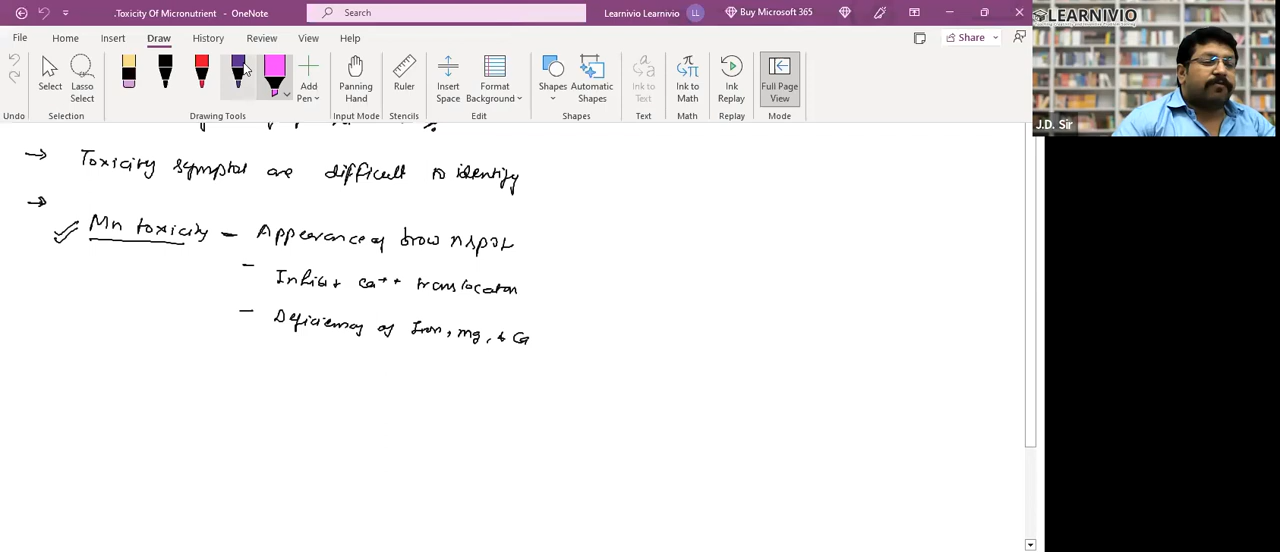 .Toxicity Of Micronutrient - OneNote
Search
Learnivio Learnivio
LL
Buy Microsoft 365
File Home Insert Draw History Review View Help
Share
Select
Lasso Select
Add Pen
Panning Hand
Ruler
Insert Space
Format Background
Shapes
Automatic Shapes
Ink to Text
Ink to Math
Ink Replay
Full Page View
Undo
Selection
Drawing Tools
Input Mode
Stencils
Edit
Shapes
Text
Math
Replay
Mode
LEARNIVIO
J.D. Sir
→ Toxicity symptot are difficult to identify
→
Mn toxicity - Appearance of brown spot
- Inhibit Ca++ translocaton
- Deficiency of Iron, Mg, & Ca